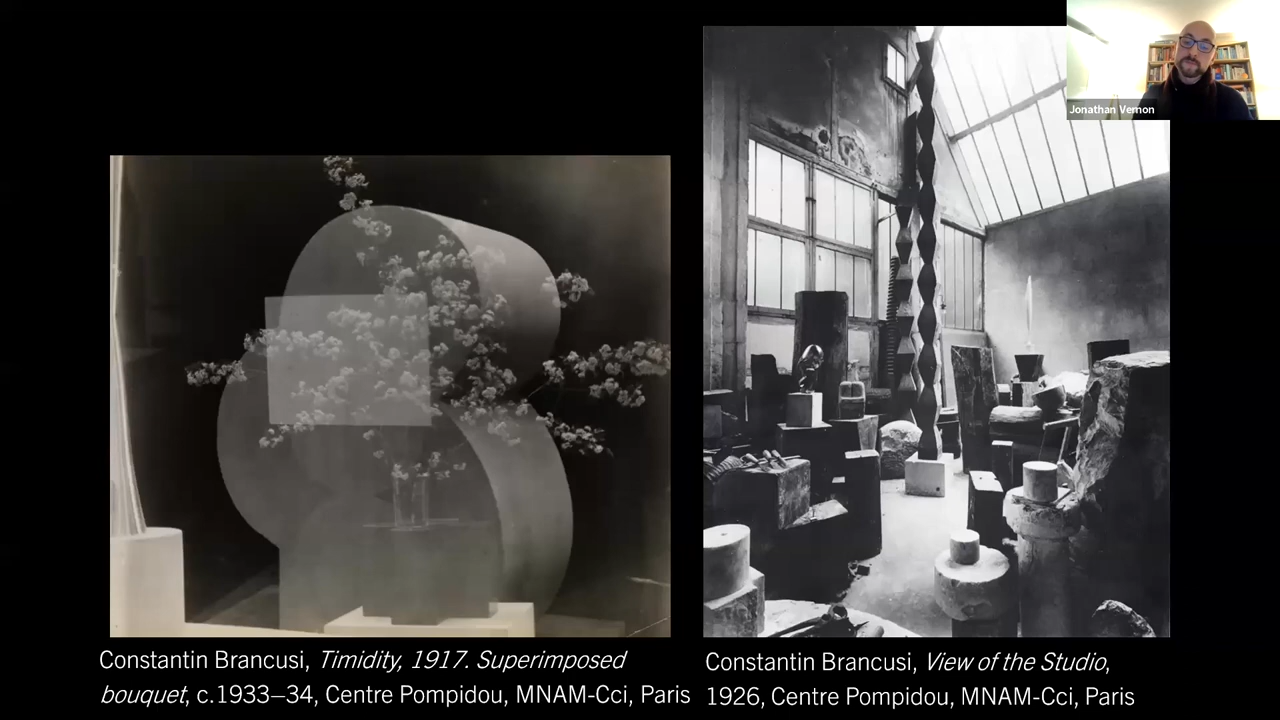 Jonathan Vernon
Constantin Brancusi, Timidity, 1917. Superimposed
bouquet, c.1933–34, Centre Pompidou, MNAM-Cci, Paris
Constantin Brancusi, View of the Studio,
1926, Centre Pompidou, MNAM-Cci, Paris